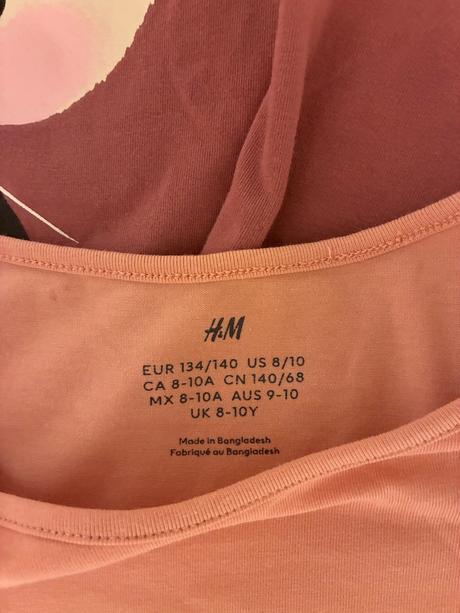 H&M
EUR 134/140 US 8/10
CA 8-10A CN 140/68
MX 8-10A AUS 9-10
UK 8-10Y
Made in Bangladesh
Fabriqué au Bangladesh